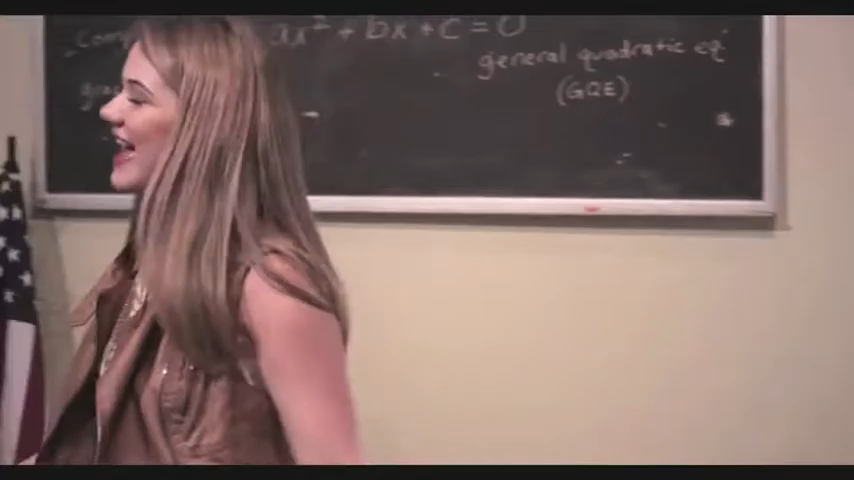 ax² + bx + c = 0
general quadratic eq'
(GQE)